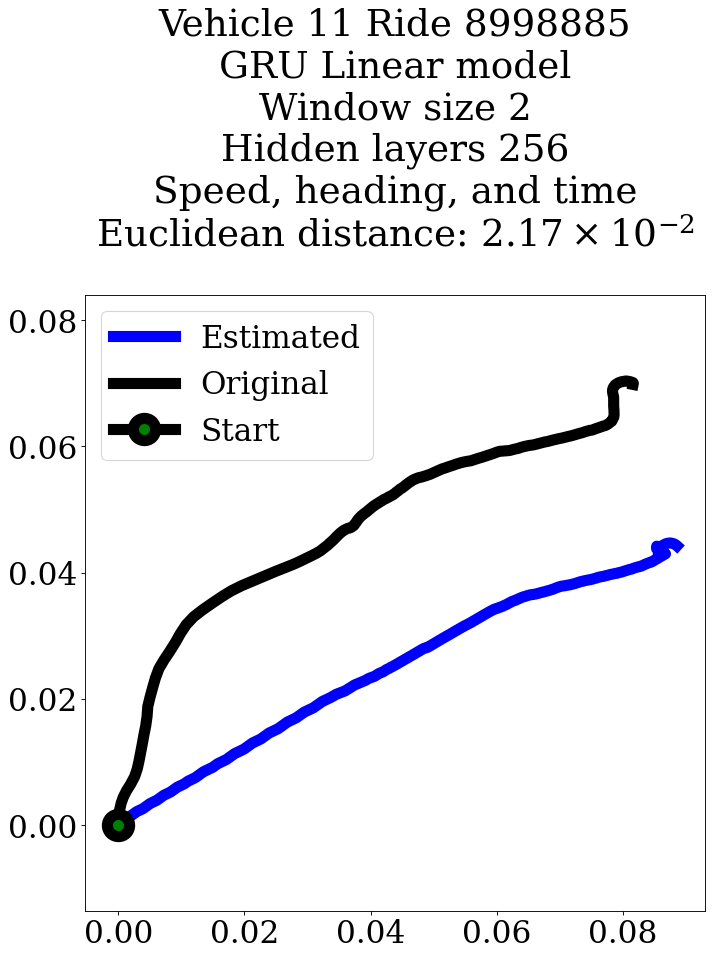 Vehicle 11 Ride 8998885
GRU Linear model
Window size 2
Hidden layers 256
Speed, heading, and time
Euclidean distance: 2.17 × 10⁻²
Estimated
Original
Start
0.08
0.06
0.04
0.02
0.00
0.00 0.02 0.04 0.06 0.08